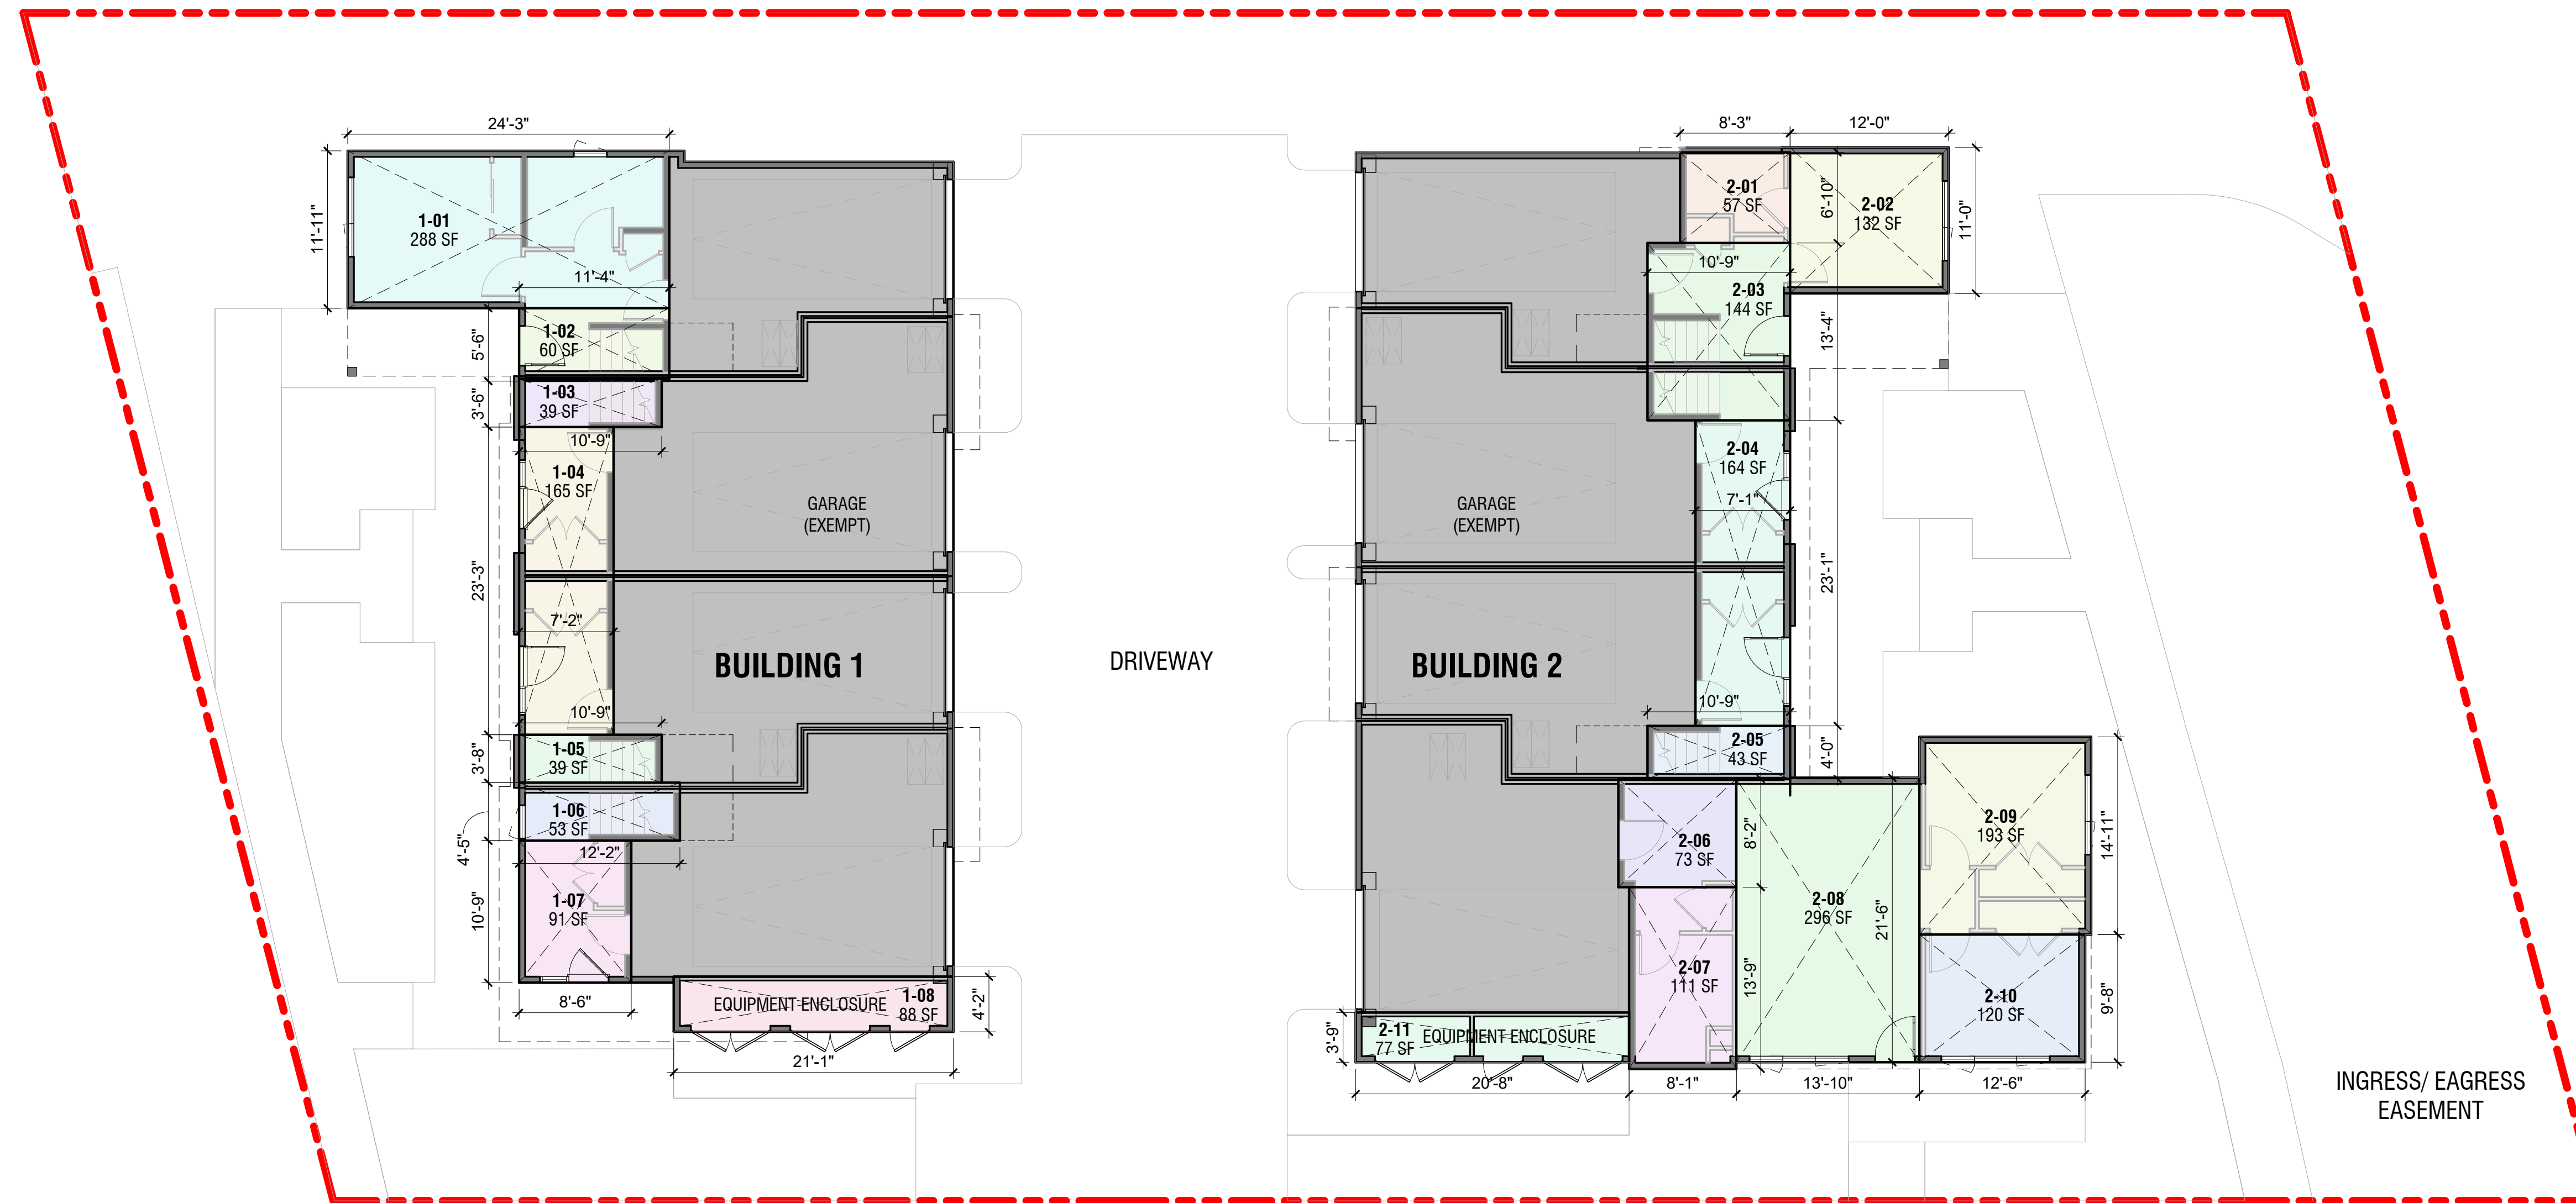 24'-3"
11'-11"
1-01
288 SF
11'-4"
5'-6"
1-02
60 SF
3'-6"
1-03
39 SF
10'-9"
1-04
165 SF
GARAGE
(EXEMPT)
23'-3"
7'-2"
BUILDING 1
10'-9"
3'-8"
1-05
39 SF
1-06
53 SF
4'-5"
12'-2"
10'-9"
1-07
91 SF
8'-6"
EQUIPMENT ENCLOSURE
1-08
88 SF
4'-2"
21'-1"
DRIVEWAY
8'-3"
12'-0"
2-01
57 SF
6'-10"
2-02
132 SF
11'-0"
10'-9"
2-03
144 SF
13'-4"
2-04
164 SF
7'-1"
GARAGE
(EXEMPT)
23'-1"
BUILDING 2
10'-9"
2-05
43 SF
4'-0"
2-06
73 SF
8'-2"
2-09
193 SF
14'-11"
2-08
296 SF
21'-6"
2-07
111 SF
13'-9"
2-10
120 SF
9'-8"
3'-9"
2-11
77 SF
EQUIPMENT ENCLOSURE
20'-8"
8'-1"
13'-10"
12'-6"
INGRESS/ EAGRESS
EASEMENT